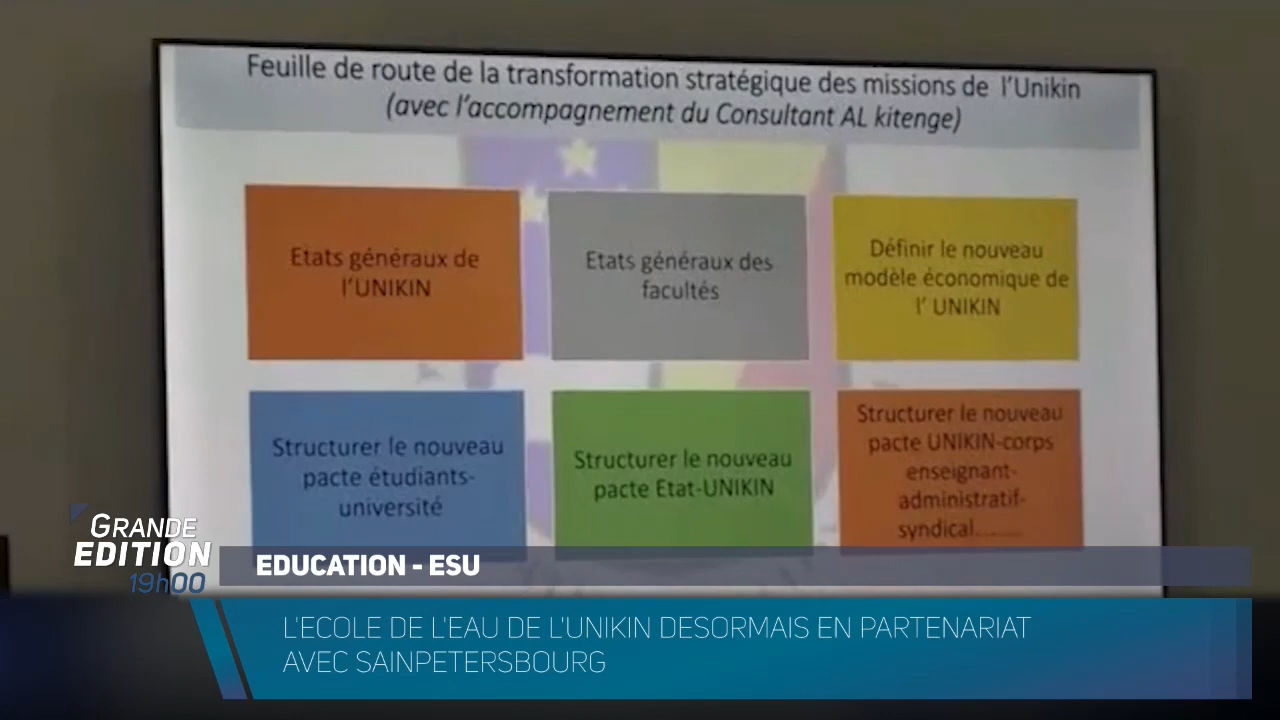 Feuille de route de la transformation stratégique des missions de l'Unikin
(avec l'accompagnement du Consultant AL kitenge)
Etats généraux de
l'UNIKIN
Etats généraux des
facultés
Définir le nouveau
modèle économique de
l' UNIKIN
Structurer le nouveau
pacte étudiants-
université
Structurer le nouveau
pacte Etat-UNIKIN
Structurer le nouveau
pacte UNIKIN-corps
enseignant-
administratif-
syndical........
GRANDE
EDITION
19h00
EDUCATION - ESU
L'ECOLE DE L'EAU DE L'UNIKIN DESORMAIS EN PARTENARIAT
AVEC SAINPETERSBOURG